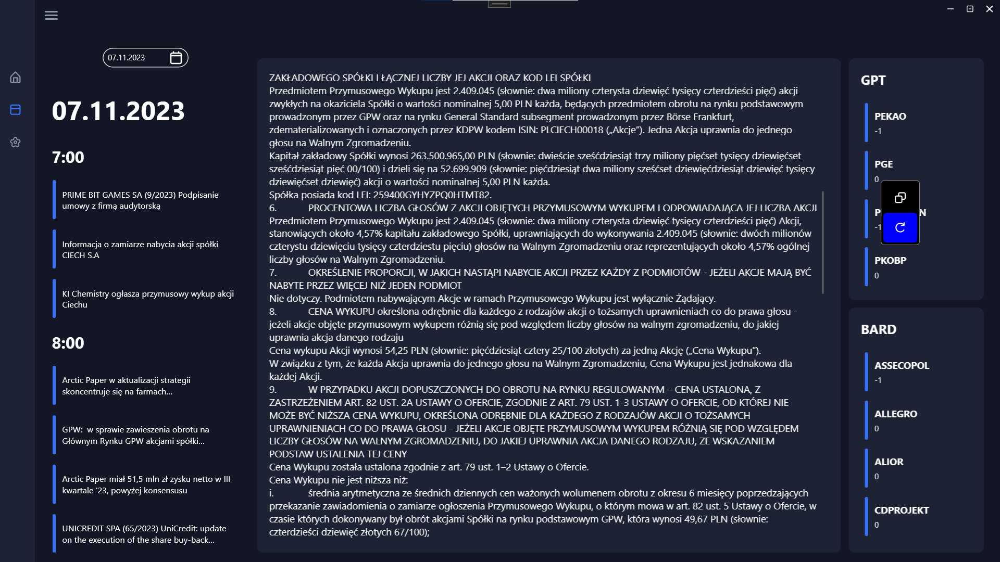 07.11.2023
07.11.2023
7:00
PRIME BIT GAMES SA (9/2023) Podpisanie
umowy z firmą audytorską
Informacja o zamiarze nabycia akcji spółki
CIECH S.A
KI Chemistry ogłasza przymusowy wykup akcji
Ciechu
8:00
Arctic Paper w aktualizacji strategii
skoncentruje się na farmach...
GPW:  w sprawie zawieszenia obrotu na
Głównym Rynku GPW akcjami spółki...
Arctic Paper miał 51,5 mln zł zysku netto w III
kwartale '23, powyżej konsensusu
UNICREDIT SPA (65/2023) UniCredit: update
on the execution of the share buy-back...
ZAKŁADOWEGO SPÓŁKI I ŁĄCZNEJ LICZBY JEJ AKCJI ORAZ KOD LEI SPÓŁKI
Przedmiotem Przymusowego Wykupu jest 2.409.045 (słownie: dwa miliony czterysta dziewięć tysięcy czterdzieści pięć) akcji
zwykłych na okaziciela Spółki o wartości nominalnej 5,00 PLN każda, będących przedmiotem obrotu na rynku podstawowym
prowadzonym przez GPW oraz na rynku General Standard subsegment prowadzonym przez Börse Frankfurt,
zdematerializowanych i oznaczonych przez KDPW kodem ISIN: PLCIECH00018 („Akcje”). Jedna Akcja uprawnia do jednego
głosu na Walnym Zgromadzeniu.
Kapitał zakładowy Spółki wynosi 263.500.965,00 PLN (słownie: dwieście sześćdziesiąt trzy miliony pięćset tysięcy dziewięćset
sześćdziesiąt pięć 00/100) i dzieli się na 52.699.909 (słownie: pięćdziesiąt dwa miliony sześćset dziewięćdziesiąt dziewięć tysięcy
dziewięćset dziewięć) akcji o wartości nominalnej 5,00 PLN każda.
Spółka posiada kod LEI: 259400GYHYZPQ0HTMT82.
6. PROCENTOWA LICZBA GŁOSÓW Z AKCJI OBJĘTYCH PRZYMUSOWYM WYKUPEM I ODPOWIADAJĄCA JEJ LICZBA AKCJI
Przedmiotem Przymusowego Wykupu jest 2.409.045 (słownie: dwa miliony czterysta dziewięć tysięcy czterdzieści pięć) Akcji,
stanowiących około 4,57% kapitału zakładowego Spółki, uprawniających do wykonywania 2.409.045 (słownie: dwóch milionów
czterystu dziewięciu tysięcy czterdziestu pięciu) głosów na Walnym Zgromadzeniu oraz reprezentujących około 4,57% ogólnej
liczby głosów na Walnym Zgromadzeniu.
7. OKREŚLENIE PROPORCJI, W JAKICH NASTĄPI NABYCIE AKCJI PRZEZ KAŻDY Z PODMIOTÓW - JEŻELI AKCJE MAJĄ BYĆ
NABYTE PRZEZ WIĘCEJ NIŻ JEDEN PODMIOT
Nie dotyczy. Podmiotem nabywającym Akcje w ramach Przymusowego Wykupu jest wyłącznie Żądający.
8. CENA WYKUPU określona odrębnie dla każdego z rodzajów akcji o tożsamych uprawnieniach co do prawa głosu -
jeżeli akcje objęte przymusowym wykupem różnią się pod względem liczby głosów na walnym zgromadzeniu, do jakiej
uprawnia akcja danego rodzaju
Cena wykupu Akcji wynosi 54,25 PLN (słownie: pięćdziesiąt cztery 25/100 złotych) za jedną Akcję („Cena Wykupu”).
W związku z tym, że każda Akcja uprawnia do jednego głosu na Walnym Zgromadzeniu, Cena Wykupu jest jednakowa dla
każdej Akcji.
9. W PRZYPADKU AKCJI DOPUSZCZONYCH DO OBROTU NA RYNKU REGULOWANYM – CENA USTALONA, Z
ZASTRZEŻENIEM ART. 82 UST. 2A USTAWY O OFERCIE, ZGODNIE Z ART. 79 UST. 1-3 USTAWY O OFERCIE, OD KTÓREJ NIE
MOŻE BYĆ NIŻSZA CENA WYKUPU, OKREŚLONA ODRĘBNIE DLA KAŻDEGO Z RODZAJÓW AKCJI O TOŻSAMYCH
UPRAWNIENIACH CO DO PRAWA GŁOSU - JEŻELI AKCJE OBJĘTE PRZYMUSOWYM WYKUPEM RÓŻNIĄ SIĘ POD WZGLĘDEM
LICZBY GŁOSÓW NA WALNYM ZGROMADZENIU, DO JAKIEJ UPRAWNIA AKCJA DANEGO RODZAJU, ZE WSKAZANIEM
PODSTAW USTALENIA TEJ CENY
Cena Wykupu została ustalona zgodnie z art. 79 ust. 1–2 Ustawy o Ofercie.
Cena Wykupu nie jest niższa niż:
i. średnia arytmetyczna ze średnich dziennych cen ważonych wolumenem obrotu z okresu 6 miesięcy poprzedzających
przekazanie zawiadomienia o zamiarze ogłoszenia Przymusowego Wykupu, o którym mowa w art. 82 ust. 5 Ustawy o Ofercie, w
czasie których dokonywany był obrót akcjami Spółki na rynku podstawowym GPW, która wynosi 49,67 PLN (słownie:
czterdzieści dziewięć złotych 67/100);
GPT
PEKAO
-1
PGE
0
-1
PKOBP
0
BARD
ASSECOPOL
-1
ALLEGRO
0
ALIOR
0
CDPROJEKT
0